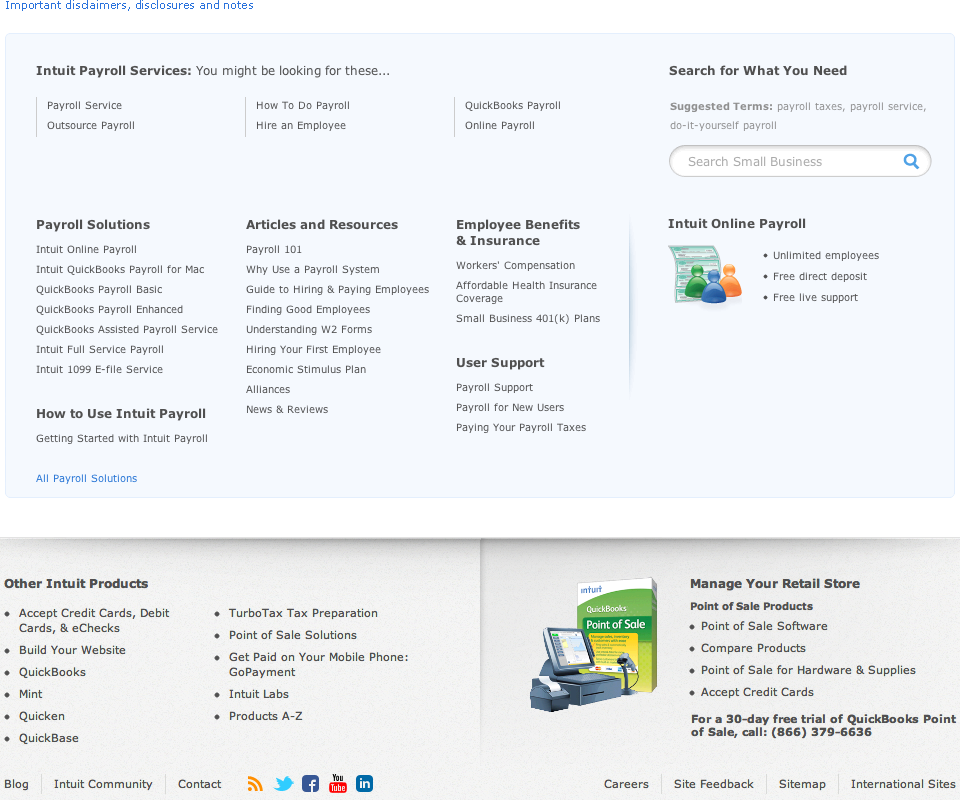 Important disclaimers, disclosures and notes
Intuit Payroll Services: You might be looking for these...
Payroll Service
Outsource Payroll
How To Do Payroll
Hire an Employee
QuickBooks Payroll
Online Payroll
Search for What You Need
Suggested Terms: payroll taxes, payroll service,
do-it-yourself payroll
Search Small Business
Payroll Solutions
Intuit Online Payroll
Intuit QuickBooks Payroll for Mac
QuickBooks Payroll Basic
QuickBooks Payroll Enhanced
QuickBooks Assisted Payroll Service
Intuit Full Service Payroll
Intuit 1099 E-file Service
How to Use Intuit Payroll
Getting Started with Intuit Payroll
All Payroll Solutions
Articles and Resources
Payroll 101
Why Use a Payroll System
Guide to Hiring & Paying Employees
Finding Good Employees
Understanding W2 Forms
Hiring Your First Employee
Economic Stimulus Plan
Alliances
News & Reviews
Employee Benefits
& Insurance
Workers' Compensation
Affordable Health Insurance
Coverage
Small Business 401(k) Plans
User Support
Payroll Support
Payroll for New Users
Paying Your Payroll Taxes
Intuit Online Payroll
• Unlimited employees
• Free direct deposit
• Free live support
Other Intuit Products
• Accept Credit Cards, Debit
Cards, & eChecks
• Build Your Website
• QuickBooks
• Mint
• Quicken
• QuickBase
• TurboTax Tax Preparation
• Point of Sale Solutions
• Get Paid on Your Mobile Phone:
GoPayment
• Intuit Labs
• Products A-Z
intuit
QuickBooks
Point of Sale
Manage Your Retail Store
Point of Sale Products
• Point of Sale Software
• Compare Products
• Point of Sale for Hardware & Supplies
• Accept Credit Cards
For a 30-day free trial of QuickBooks Point
of Sale, call: (866) 379-6636
Blog
Intuit Community
Contact
You
Tube
in
Careers
Site Feedback
Sitemap
International Sites